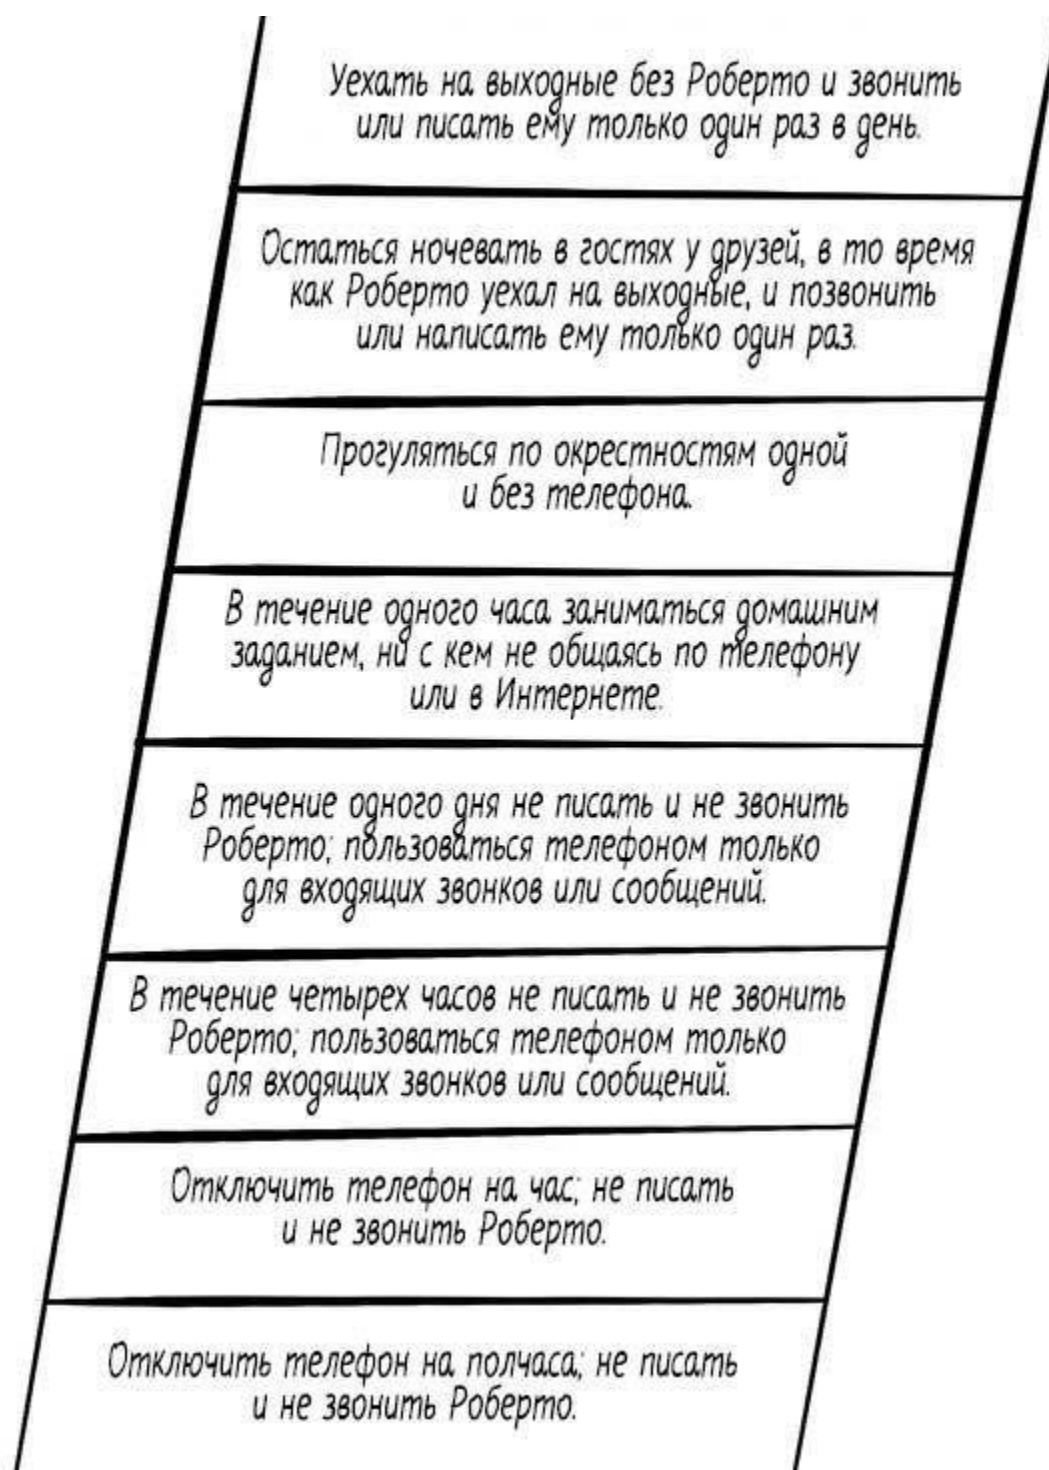 Уехать на выходные без Роберто и звонить
или писать ему только один раз в день.
Остаться ночевать в гостях у друзей, в то время
как Роберто уехал на выходные, и позвонить
или написать ему только один раз.
Прогуляться по окрестностям одной
и без телефона.
В течение одного часа заниматься домашним
заданием, ни с кем не общаясь по телефону
или в Интернете.
В течение одного дня не писать и не звонить
Роберто; пользоваться телефоном только
для входящих звонков или сообщений.
В течение четырех часов не писать и не звонить
Роберто; пользоваться телефоном только
для входящих звонков или сообщений.
Отключить телефон на час; не писать
и не звонить Роберто.
Отключить телефон на полчаса; не писать
и не звонить Роберто.